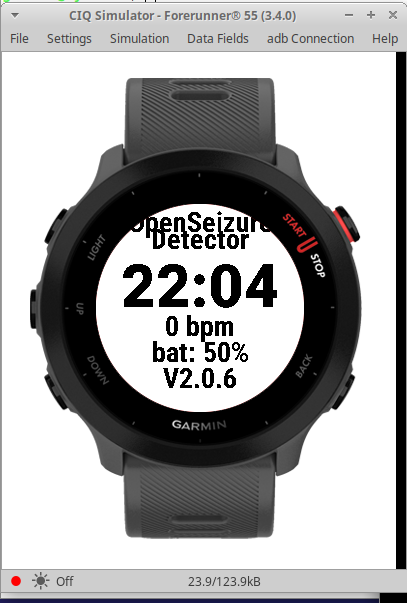 CIQ Simulator - Forerunner® 55 (3.4.0)
File Settings Simulation Data Fields adb Connection Help
OpenSeizure
Detector
22:04
0 bpm
bat: 50%
V2.0.6
LIGHT
UP
DOWN
START
STOP
BACK
GARMIN
Off 23.9/123.9kB